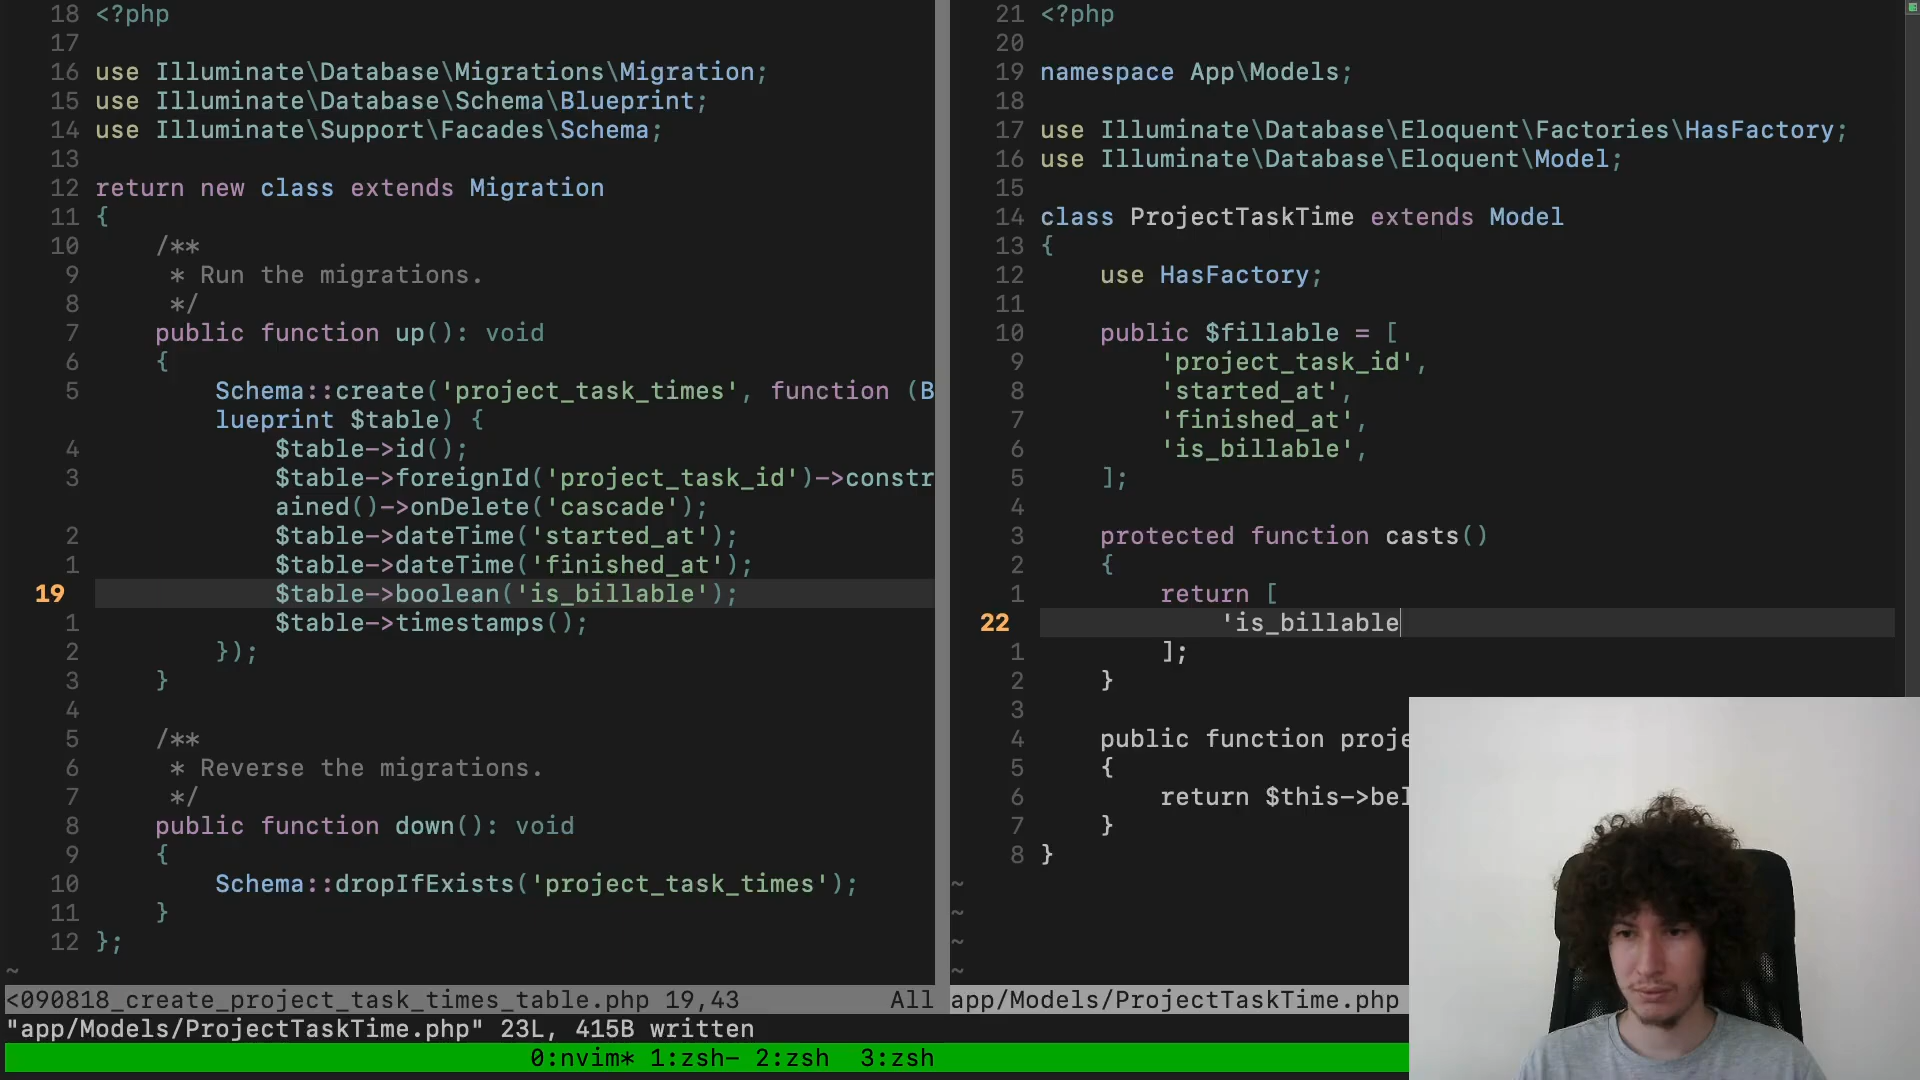 18 <?php
17
16 use Illuminate\Database\Migrations\Migration;
15 use Illuminate\Database\Schema\Blueprint;
14 use Illuminate\Support\Facades\Schema;
13
12 return new class extends Migration
11 {
10     /**
9      * Run the migrations.
8      */
7     public function up(): void
6     {
5         Schema::create('project_task_times', function (B
lueprint $table) {
4             $table->id();
3             $table->foreignId('project_task_id')->constr
ained()->onDelete('cascade');
2             $table->dateTime('started_at');
1             $table->dateTime('finished_at');
19            $table->boolean('is_billable');
1             $table->timestamps();
2         });
3     }
4
5     /**
6      * Reverse the migrations.
7      */
8     public function down(): void
9     {
10        Schema::dropIfExists('project_task_times');
11    }
12 };
~
<090818_create_project_task_times_table.php 19,43 All
21 <?php
20
19 namespace App\Models;
18
17 use Illuminate\Database\Eloquent\Factories\HasFactory;
16 use Illuminate\Database\Eloquent\Model;
15
14 class ProjectTaskTime extends Model
13 {
12     use HasFactory;
11
10     public $fillable = [
9          'project_task_id',
8          'started_at',
7          'finished_at',
6          'is_billable',
5      ];
4
3      protected function casts()
2      {
1          return [
22             'is_billable
1          ];
2      }
3
4      public function proje
5      {
6          return $this->bel
7      }
8 }
~
~
~
~
app/Models/ProjectTaskTime.php
"app/Models/ProjectTaskTime.php" 23L, 415B written
0:nvim* 1:zsh- 2:zsh 3:zsh